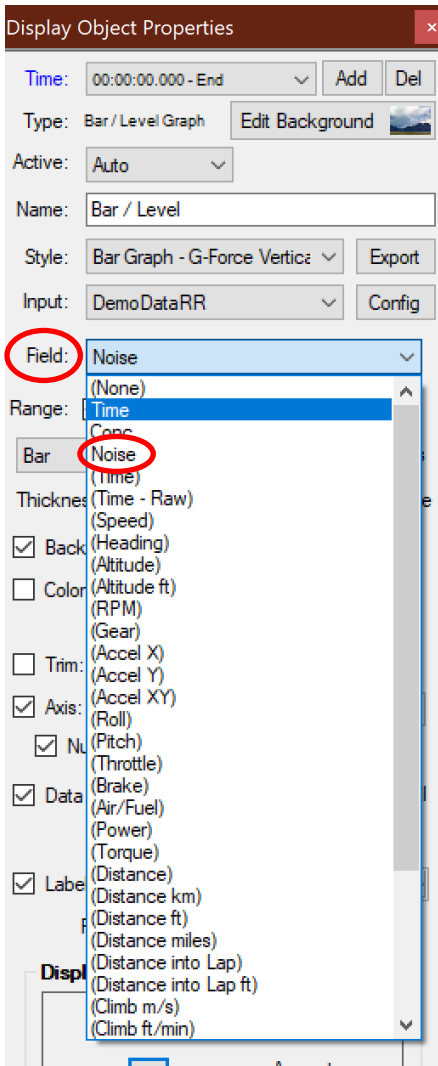 Display Object Properties ×
Time: 00:00:00.000 - End Add Del
Type: Bar / Level Graph Edit Background
Active: Auto
Name: Bar / Level
Style: Bar Graph - G-Force Vertica Export
Input: DemoDataRR Config
Field: Noise
(None)
Range: Time
Conc
Bar Noise
(Time)
(Time - Raw)
(Speed)
Back (Heading)
(Altitude)
Color (Altitude ft)
(RPM)
(Gear)
Trim: (Accel X)
(Accel Y)
Axis: (Accel XY)
(Roll)
(Pitch)
(Throttle)
Data (Brake)
(Air/Fuel)
(Power)
(Torque)
Labe (Distance)
(Distance km)
(Distance ft)
(Distance miles)
(Distance into Lap)
(Distance into Lap ft)
(Climb m/s)
(Climb ft/min)